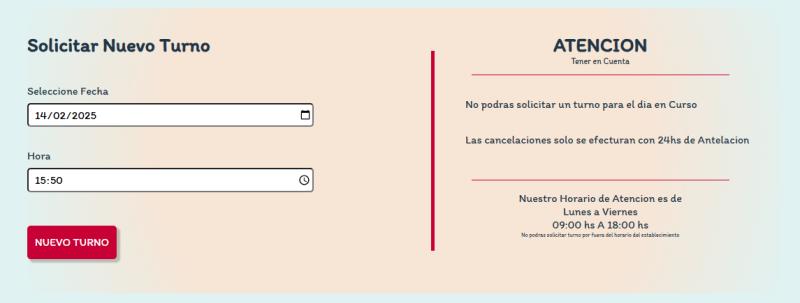 Solicitar Nuevo Turno
Seleccione Fecha
14/02/2025
Hora
15:50
NUEVO TURNO
ATENCION
Tener en Cuenta
No podras solicitar un turno para el dia en Curso
Las cancelaciones solo se efecturan con 24hs de Antelacion
Nuestro Horario de Atencion es de
Lunes a Viernes
09:00 hs A 18:00 hs
No podras solicitar turno por fuera del horario del establecimiento